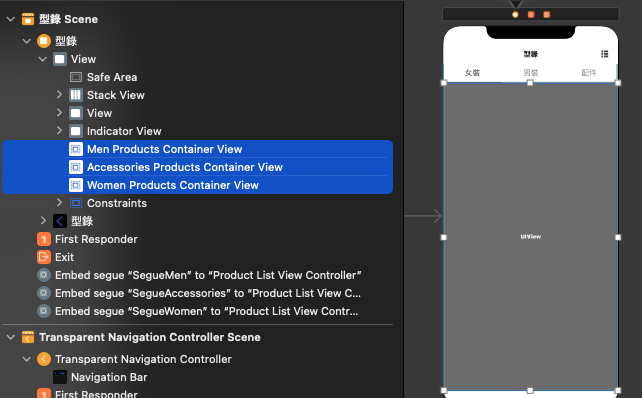 型錄 Scene
型錄
View
Safe Area
Stack View
View
Indicator View
Men Products Container View
Accessories Products Container View
Women Products Container View
Constraints
型錄
First Responder
Exit
Embed segue “SegueMen” to “Product List View Controller”
Embed segue “SegueAccessories” to “Product List View C...
Embed segue “SegueWomen” to “Product List View Contr...
Transparent Navigation Controller Scene
Transparent Navigation Controller
Navigation Bar
First Responder
型錄
女裝 男裝 配件
UIView